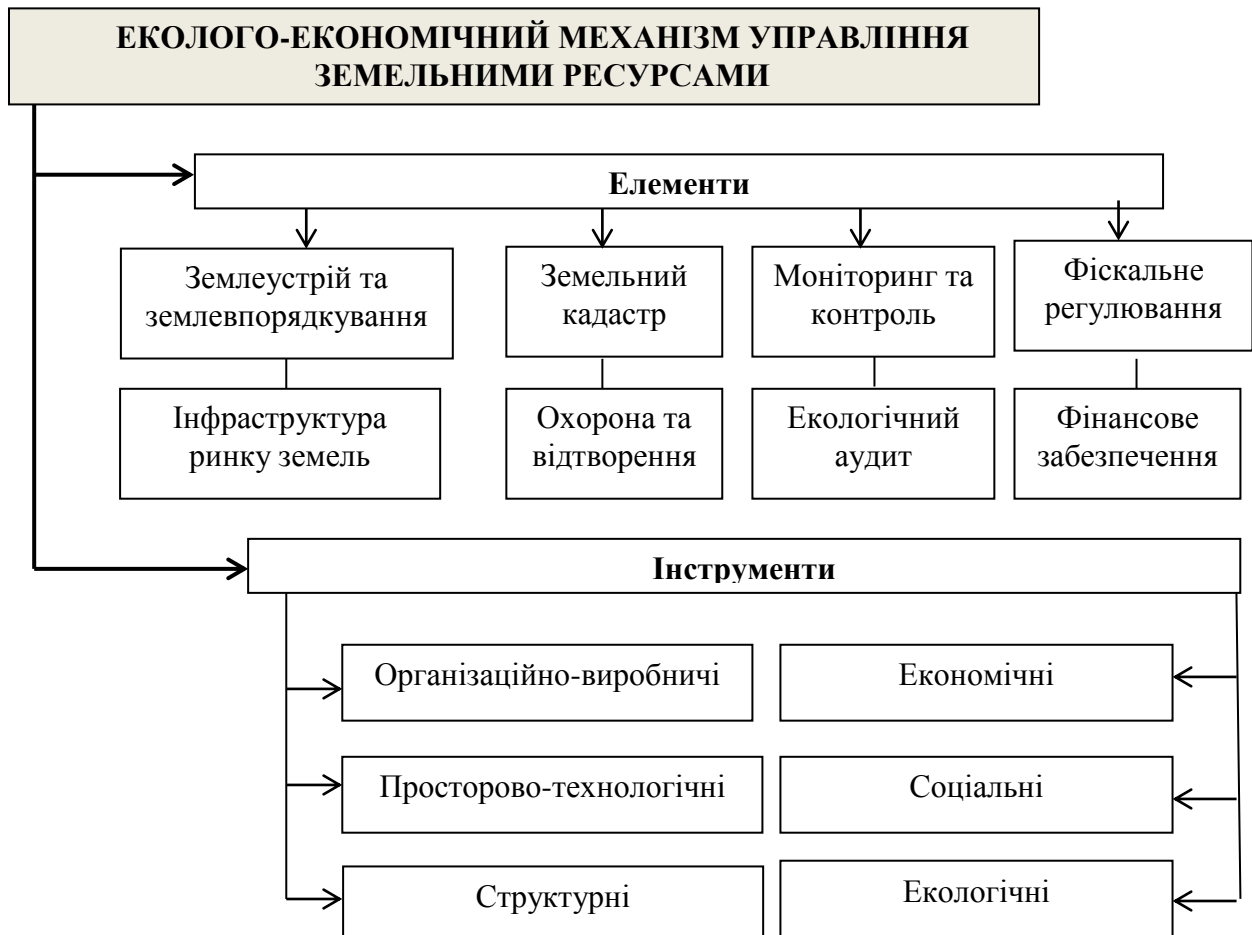 ЕКОЛОГО-ЕКОНОМІЧНИЙ МЕХАНІЗМ УПРАВЛІННЯ
ЗЕМЕЛЬНИМИ РЕСУРСАМИ
Елементи
Землеустрій та
землевпорядкування
Земельний
кадастр
Моніторинг та
контроль
Фіскальне
регулювання
Інфраструктура
ринку земель
Охорона та
відтворення
Екологічний
аудит
Фінансове
забезпечення
Інструменти
Організаційно-виробничі
Економічні
Просторово-технологічні
Соціальні
Структурні
Екологічні